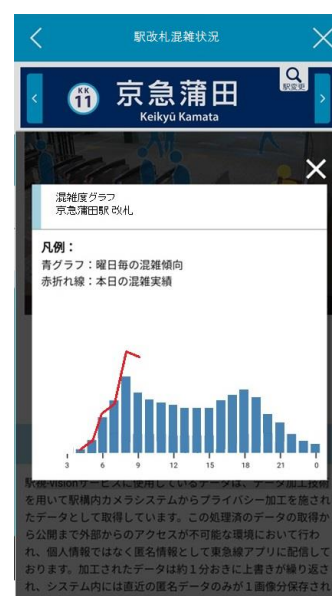 駅改札混雑状況
KK
11
京急蒲田
Keikyū Kamata
駅変更
混雑度グラフ
京急蒲田駅 改札
凡例：
青グラフ：曜日毎の混雑傾向
赤折れ線：本日の混雑実績
3 6 9 12 15 18 21 0
駅視-visionサービスに使用しているデータは、データ加工技術
を用いて駅構内カメラシステムからプライバシー加工を施され
たデータとして取得しています。この処理済のデータの取得か
ら公開まで外部からのアクセスが不可能な環境において行わ
れ、個人情報ではなく匿名情報として東急線アプリに配信して
おります。加工されたデータは約1分おきに上書きが繰り返さ
れ、システム内には直近の匿名データのみが1画像分保存され